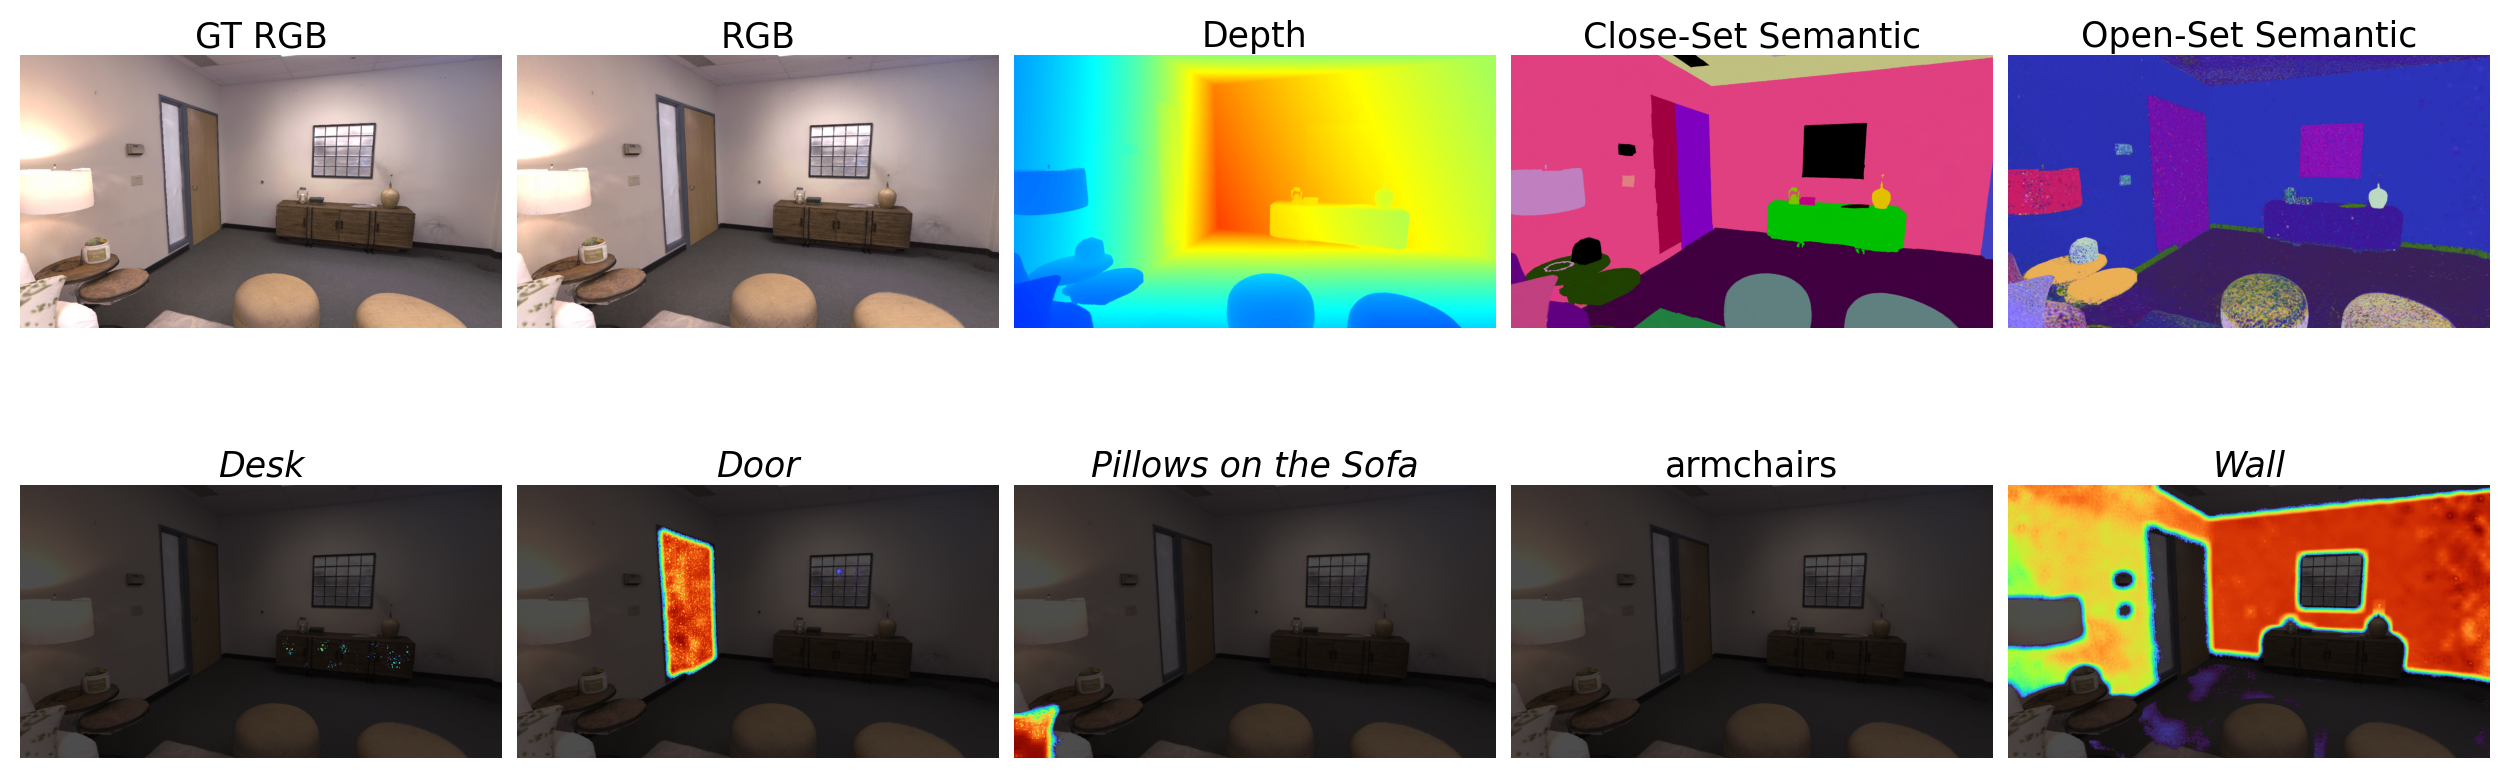 GT RGB
RGB
Depth
Close-Set Semantic
Open-Set Semantic
Desk
Door
Pillows on the Sofa
armchairs
Wall